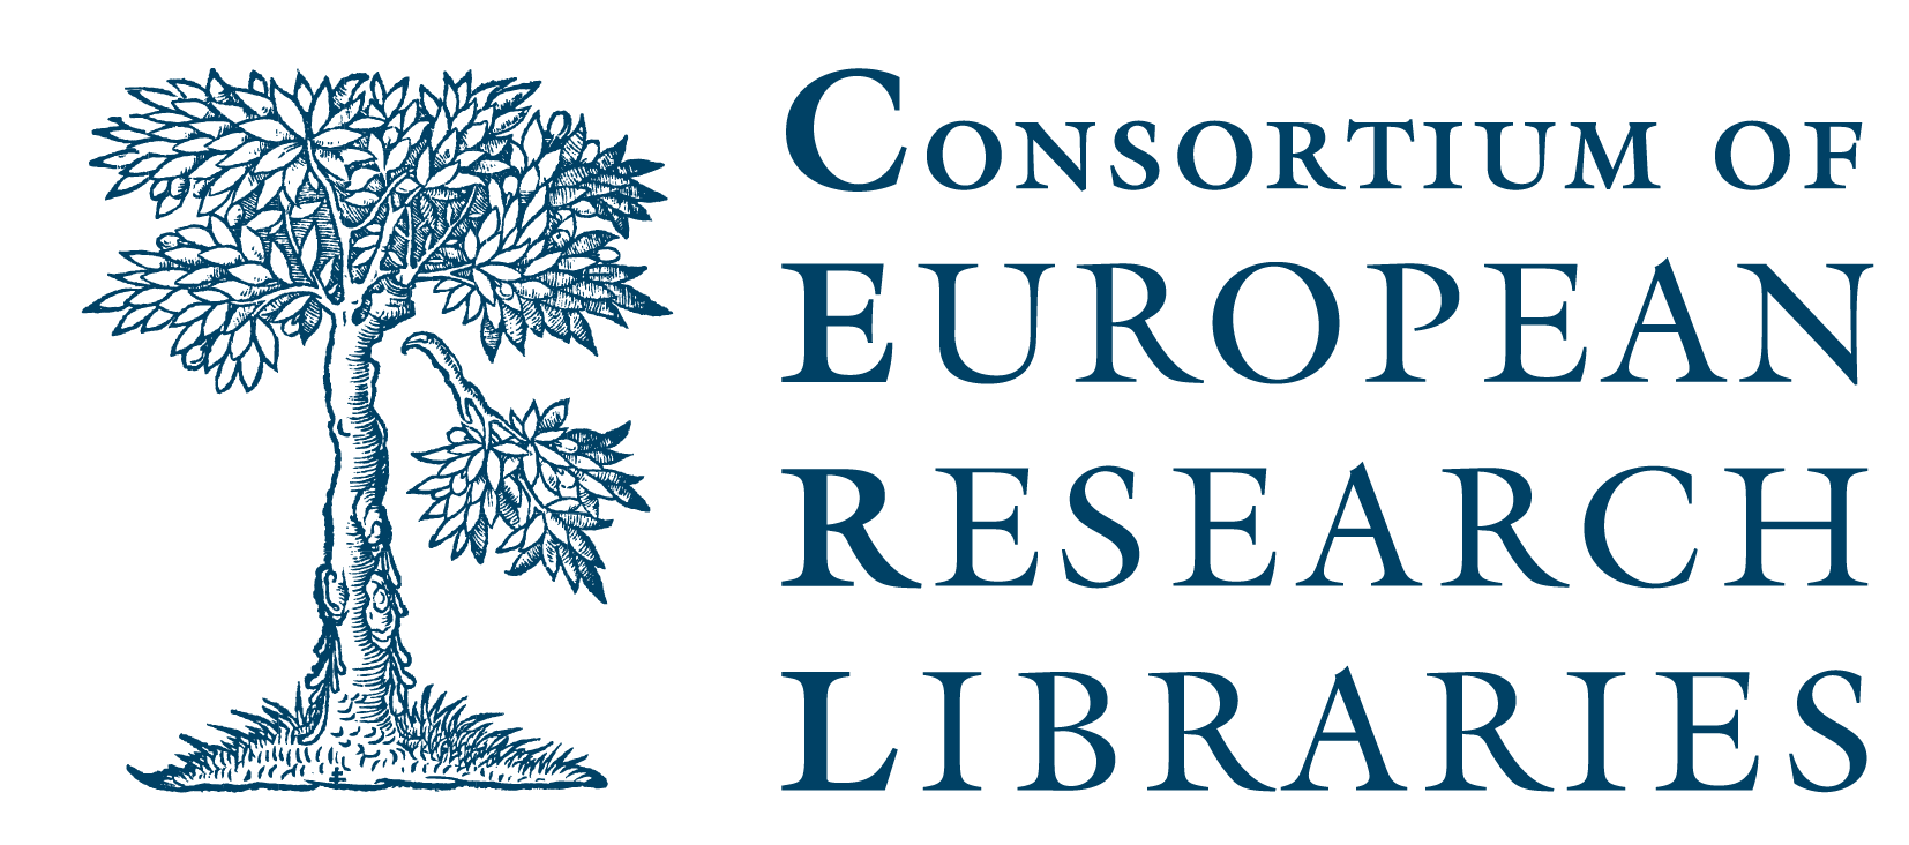 Consortium of
European
Research
Libraries